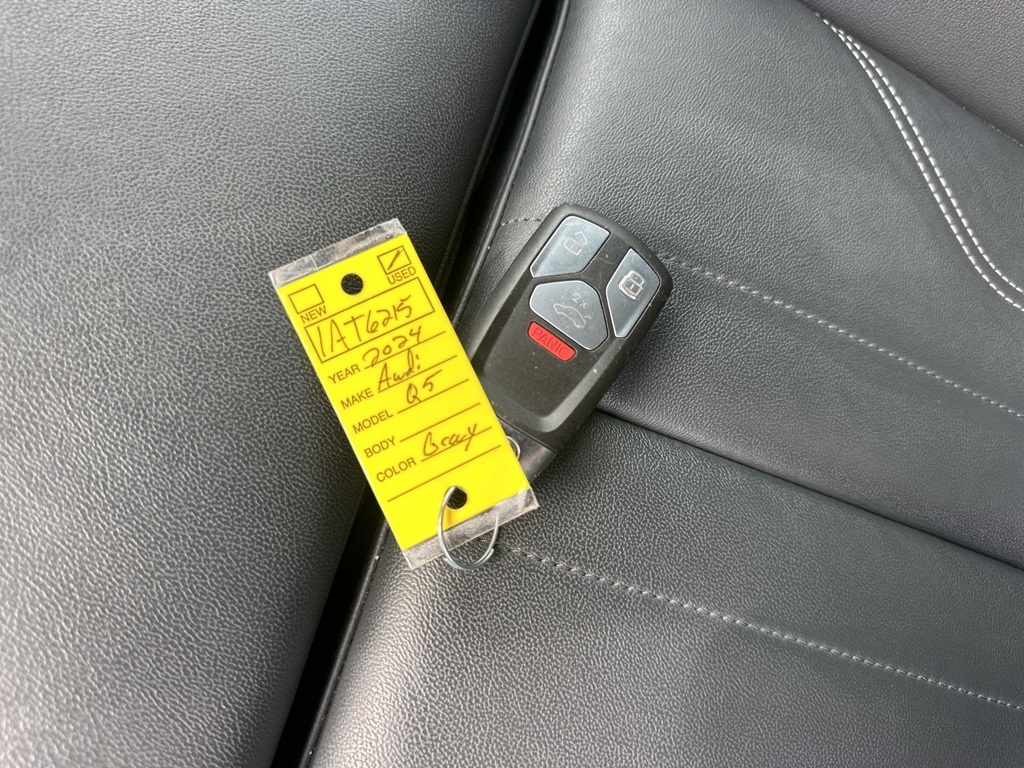 USED
NEW
1AT6215
YEAR 2024
MAKE Audi
MODEL Q5
BODY
COLOR Gray
PANIC